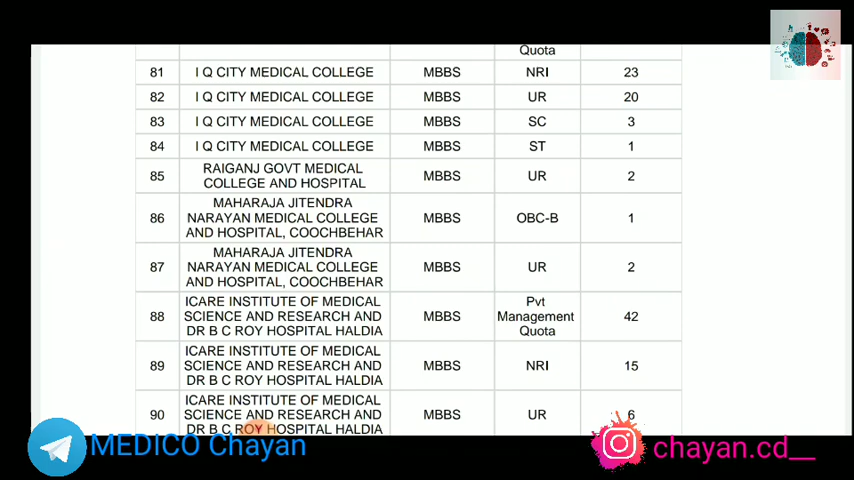 Quota
81 I Q CITY MEDICAL COLLEGE MBBS NRI 23
82 I Q CITY MEDICAL COLLEGE MBBS UR 20
83 I Q CITY MEDICAL COLLEGE MBBS SC 3
84 I Q CITY MEDICAL COLLEGE MBBS ST 1
85 RAIGANJ GOVT MEDICAL COLLEGE AND HOSPITAL MBBS UR 2
86 MAHARAJA JITENDRA NARAYAN MEDICAL COLLEGE AND HOSPITAL, COOCHBEHAR MBBS OBC-B 1
87 MAHARAJA JITENDRA NARAYAN MEDICAL COLLEGE AND HOSPITAL, COOCHBEHAR MBBS UR 2
88 ICARE INSTITUTE OF MEDICAL SCIENCE AND RESEARCH AND DR B C ROY HOSPITAL HALDIA MBBS Pvt Management Quota 42
89 ICARE INSTITUTE OF MEDICAL SCIENCE AND RESEARCH AND DR B C ROY HOSPITAL HALDIA MBBS NRI 15
90 ICARE INSTITUTE OF MEDICAL SCIENCE AND RESEARCH AND DR B C ROY HOSPITAL HALDIA MBBS UR 6
MEDICO Chayan
chayan.cd__